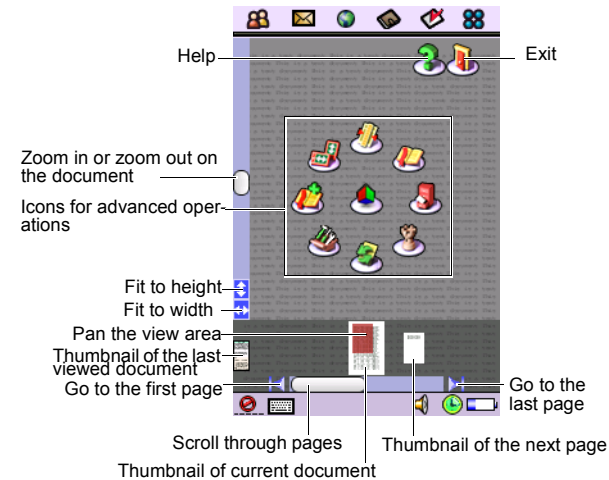 Help
Exit
Zoom in or zoom out on
the document
Icons for advanced oper-
ations
Fit to height
Fit to width
Pan the view area
Thumbnail of the last
viewed document
Go to the first page
Go to the
last page
Scroll through pages
Thumbnail of the next page
Thumbnail of current document